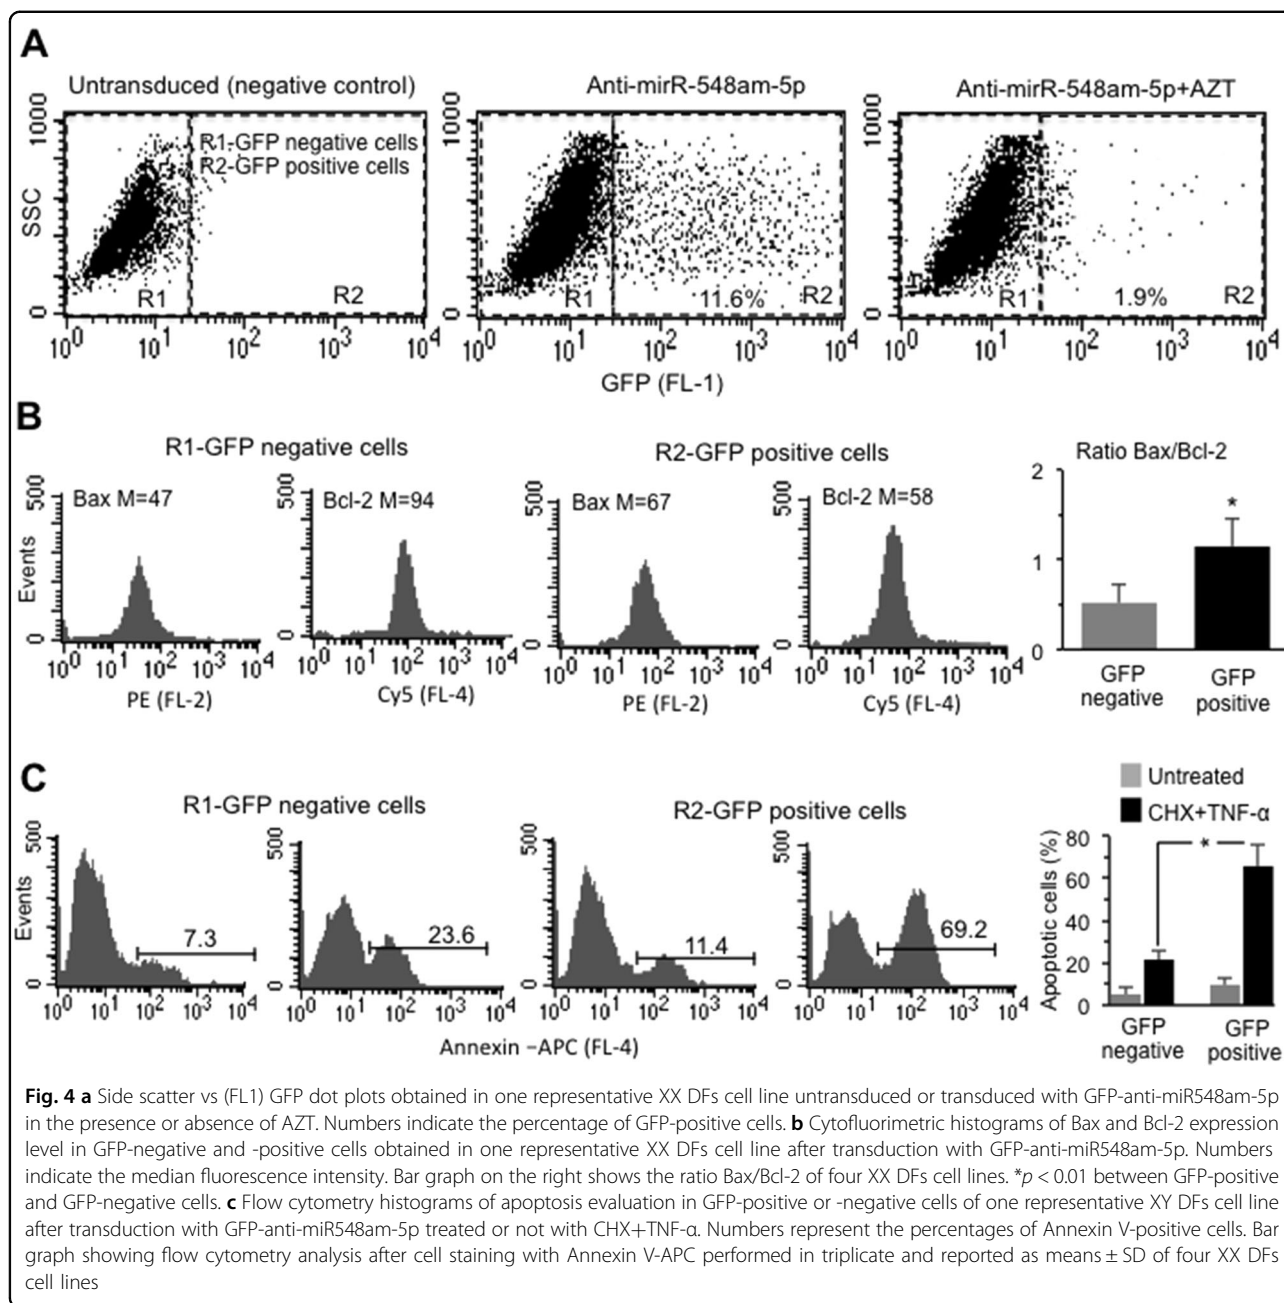 A
Untransduced (negative control)
Anti-mirR-548am-5p
Anti-mirR-548am-5p+AZT
SSC
1000
0
R1-GFP negative cells
R2-GFP positive cells
R1
R2
10^0 10^1 10^2 10^3 10^4
1000
0
R1
11.6%
R2
10^0 10^1 10^2 10^3 10^4
1000
0
R1
1.9%
R2
10^0 10^1 10^2 10^3 10^4
GFP (FL-1)
B
R1-GFP negative cells
R2-GFP positive cells
Ratio Bax/Bcl-2
Events
500
0
Bax M=47
10^0 10^1 10^2 10^3 10^4
PE (FL-2)
500
0
Bcl-2 M=94
10^0 10^1 10^2 10^3 10^4
Cy5 (FL-4)
500
0
Bax M=67
10^0 10^1 10^2 10^3 10^4
PE (FL-2)
500
0
Bcl-2 M=58
10^0 10^1 10^2 10^3 10^4
Cy5 (FL-4)
2
1
0
*
GFP
negative
GFP
positive
C
R1-GFP negative cells
R2-GFP positive cells
Untreated
CHX+TNF-α
Events
500
0
7.3
10^0 10^1 10^2 10^3 10^4
500
0
23.6
10^0 10^1 10^2 10^3 10^4
500
0
11.4
10^0 10^1 10^2 10^3 10^4
500
0
69.2
10^0 10^1 10^2 10^3 10^4
Annexin –APC (FL-4)
Apoptotic cells (%)
80
60
40
20
0
*
GFP
negative
GFP
positive
Fig. 4 a Side scatter vs (FL1) GFP dot plots obtained in one representative XX DFs cell line untransduced or transduced with GFP-anti-miR548am-5p
in the presence or absence of AZT. Numbers indicate the percentage of GFP-positive cells. b Cytofluorimetric histograms of Bax and Bcl-2 expression
level in GFP-negative and -positive cells obtained in one representative XX DFs cell line after transduction with GFP-anti-miR548am-5p. Numbers
indicate the median fluorescence intensity. Bar graph on the right shows the ratio Bax/Bcl-2 of four XX DFs cell lines. *p < 0.01 between GFP-positive
and GFP-negative cells. c Flow cytometry histograms of apoptosis evaluation in GFP-positive or -negative cells of one representative XY DFs cell line
after transduction with GFP-anti-miR548am-5p treated or not with CHX+TNF-α. Numbers represent the percentages of Annexin V-positive cells. Bar
graph showing flow cytometry analysis after cell staining with Annexin V-APC performed in triplicate and reported as means ± SD of four XX DFs
cell lines